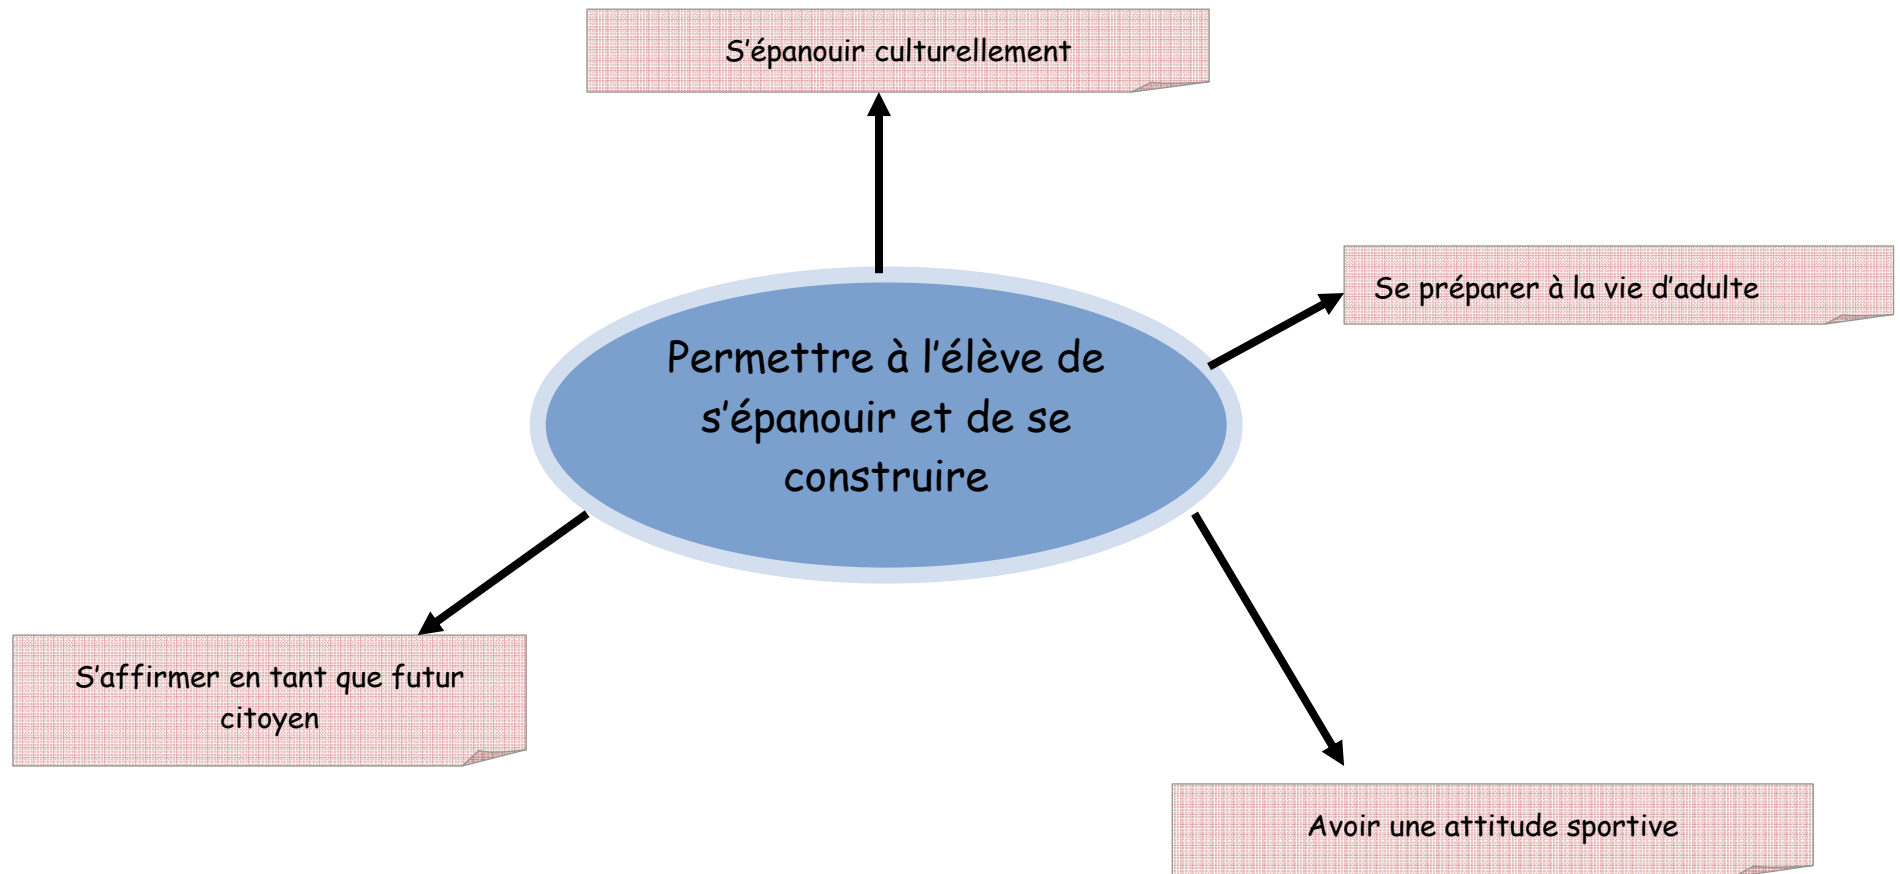 S'épanouir culturellement
Se préparer à la vie d'adulte
Permettre à l'élève de
s'épanouir et de se
construire
S'affirmer en tant que futur
citoyen
Avoir une attitude sportive